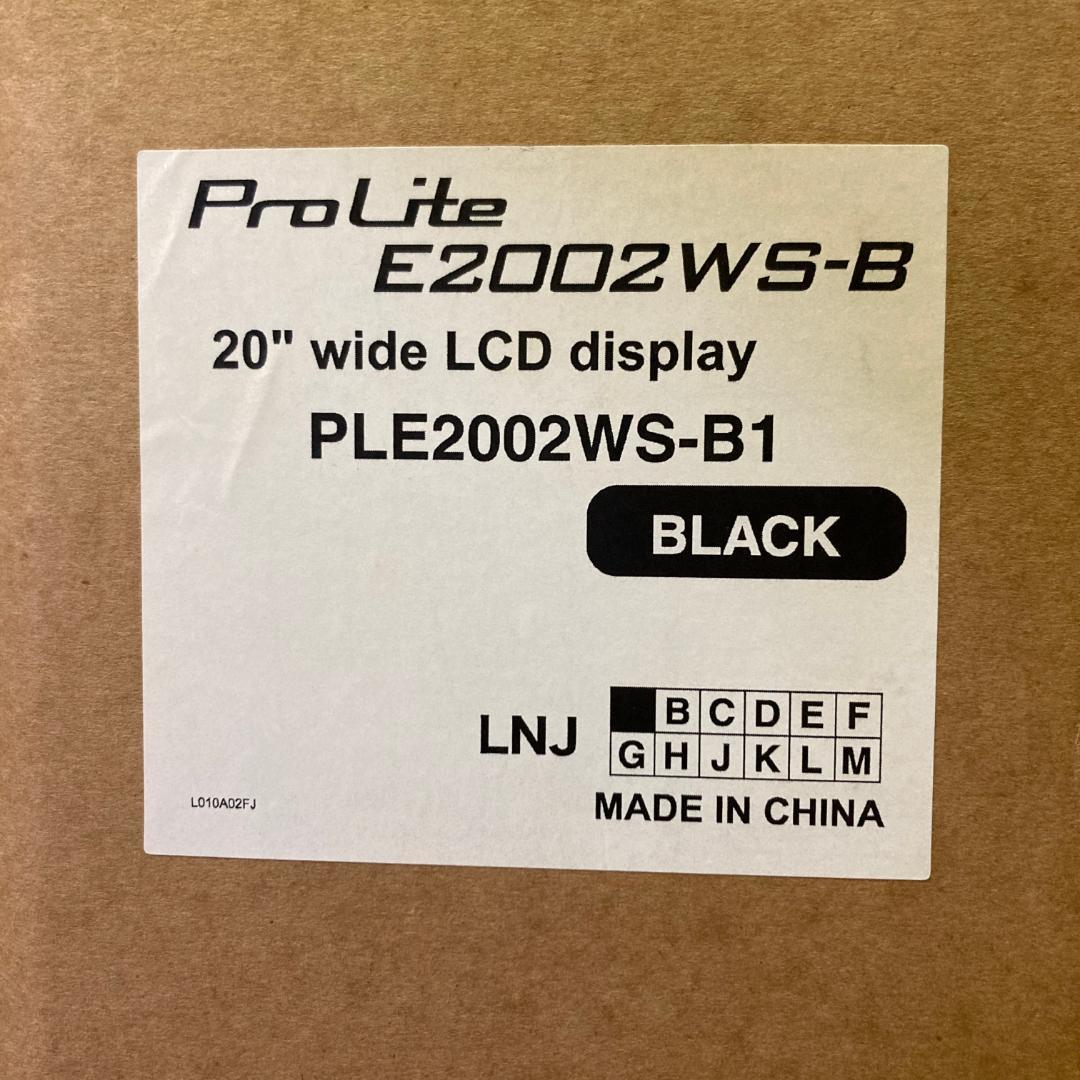 ProLite
E2002WS-B
20" wide LCD display
PLE2002WS-B1
BLACK
LNJ
B C D E F
G H J K L M
L010A02FJ
MADE IN CHINA